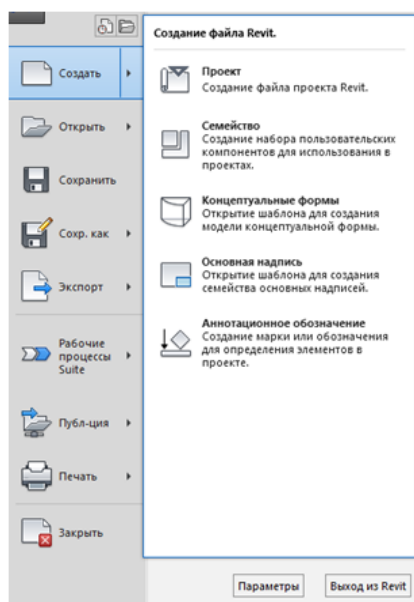 Создание файла Revit.
Создать
Проект
Создание файла проекта Revit.
Открыть
Семейство
Создание набора пользовательских
компонентов для использования в
проектах.
Сохранить
Концептуальные формы
Открытие шаблона для создания
модели концептуальной формы.
Сохр. как
Основная надпись
Открытие шаблона для создания
семейства основных надписей.
Экспорт
Аннотационное обозначение
Создание марки или обозначения
для определения элементов в
проекте.
Рабочие
процессы
Suite
Публ-ция
Печать
Закрыть
Параметры
Выход из Revit